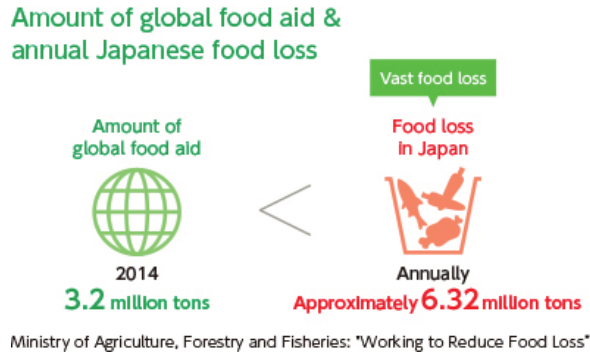 Amount of global food aid &
annual Japanese food loss
Vast food loss
Amount of
global food aid
Food loss
in Japan
2014
3.2 million tons
Annually
Approximately 6.32 million tons
Ministry of Agriculture, Forestry and Fisheries: "Working to Reduce Food Loss"